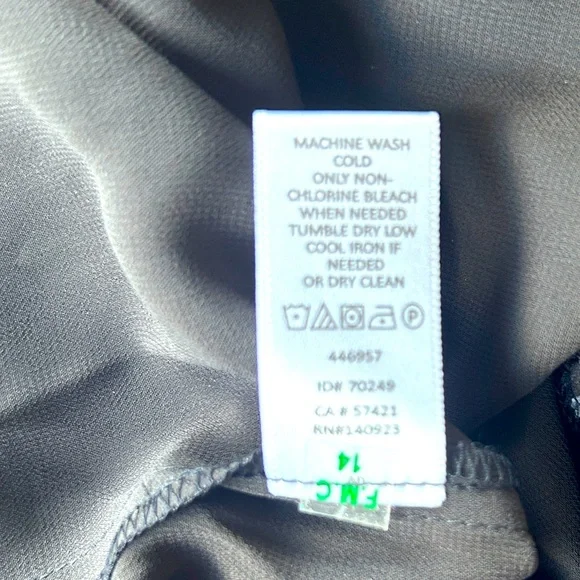 MACHINE WASH
COLD
ONLY NON-
CHLORINE BLEACH
WHEN NEEDED
TUMBLE DRY LOW
COOL IRON IF
NEEDED
OR DRY CLEAN
P
446957
ID# 70249
CA # 57421
RN#140923
14
F.M.C